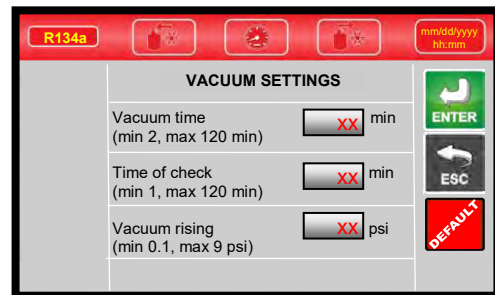 R134a
mm/dd/yyyy
hh:mm
VACUUM SETTINGS
Vacuum time
(min 2, max 120 min)
XX min
Time of check
(min 1, max 120 min)
XX min
Vacuum rising
(min 0.1, max 9 psi)
XX psi
ENTER
ESC
DEFAULT